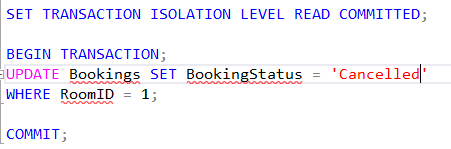 SET TRANSACTION ISOLATION LEVEL READ COMMITTED;
BEGIN TRANSACTION;
UPDATE Bookings SET BookingStatus = 'Cancelled'
WHERE RoomID = 1;
COMMIT;